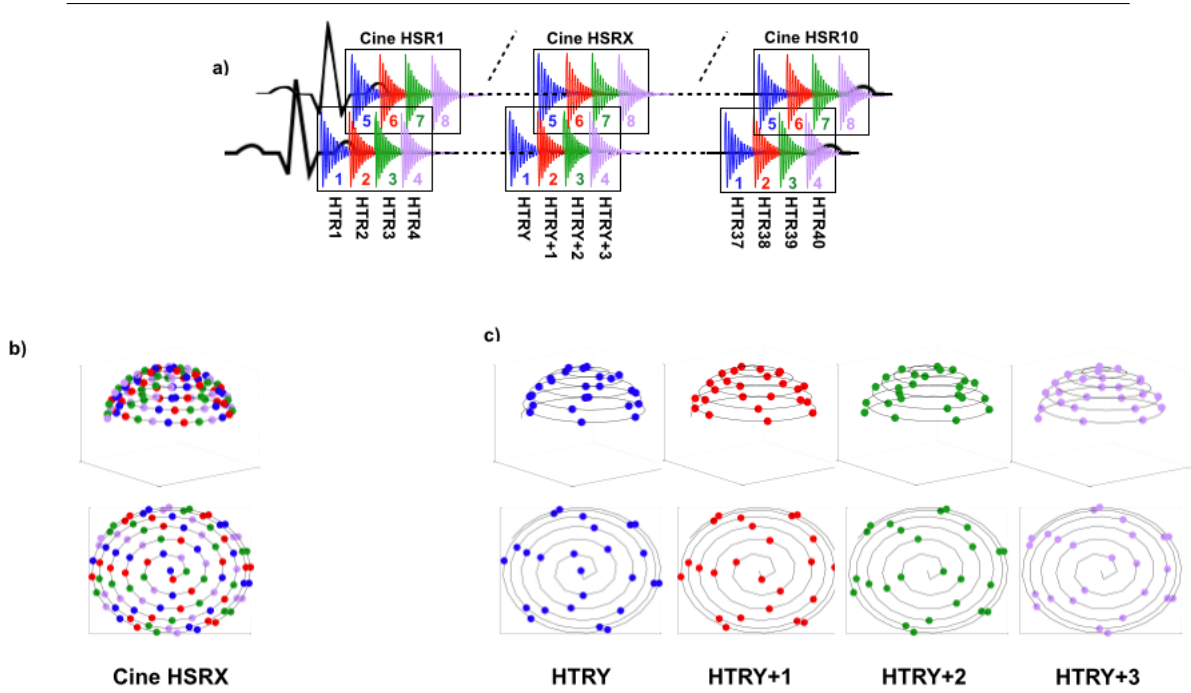 Cine HSR1 Cine HSRX Cine HSR10
a)
5 6 7 8 5 6 7 8 5 6 7 8
1 2 3 4 1 2 3 4 1 2 3 4
HTR1 HTR2 HTR3 HTR4 HTRY HTRY+1 HTRY+2 HTRY+3 HTR37 HTR38 HTR39 HTR40
b) c)
Cine HSRX HTRY HTRY+1 HTRY+2 HTRY+3